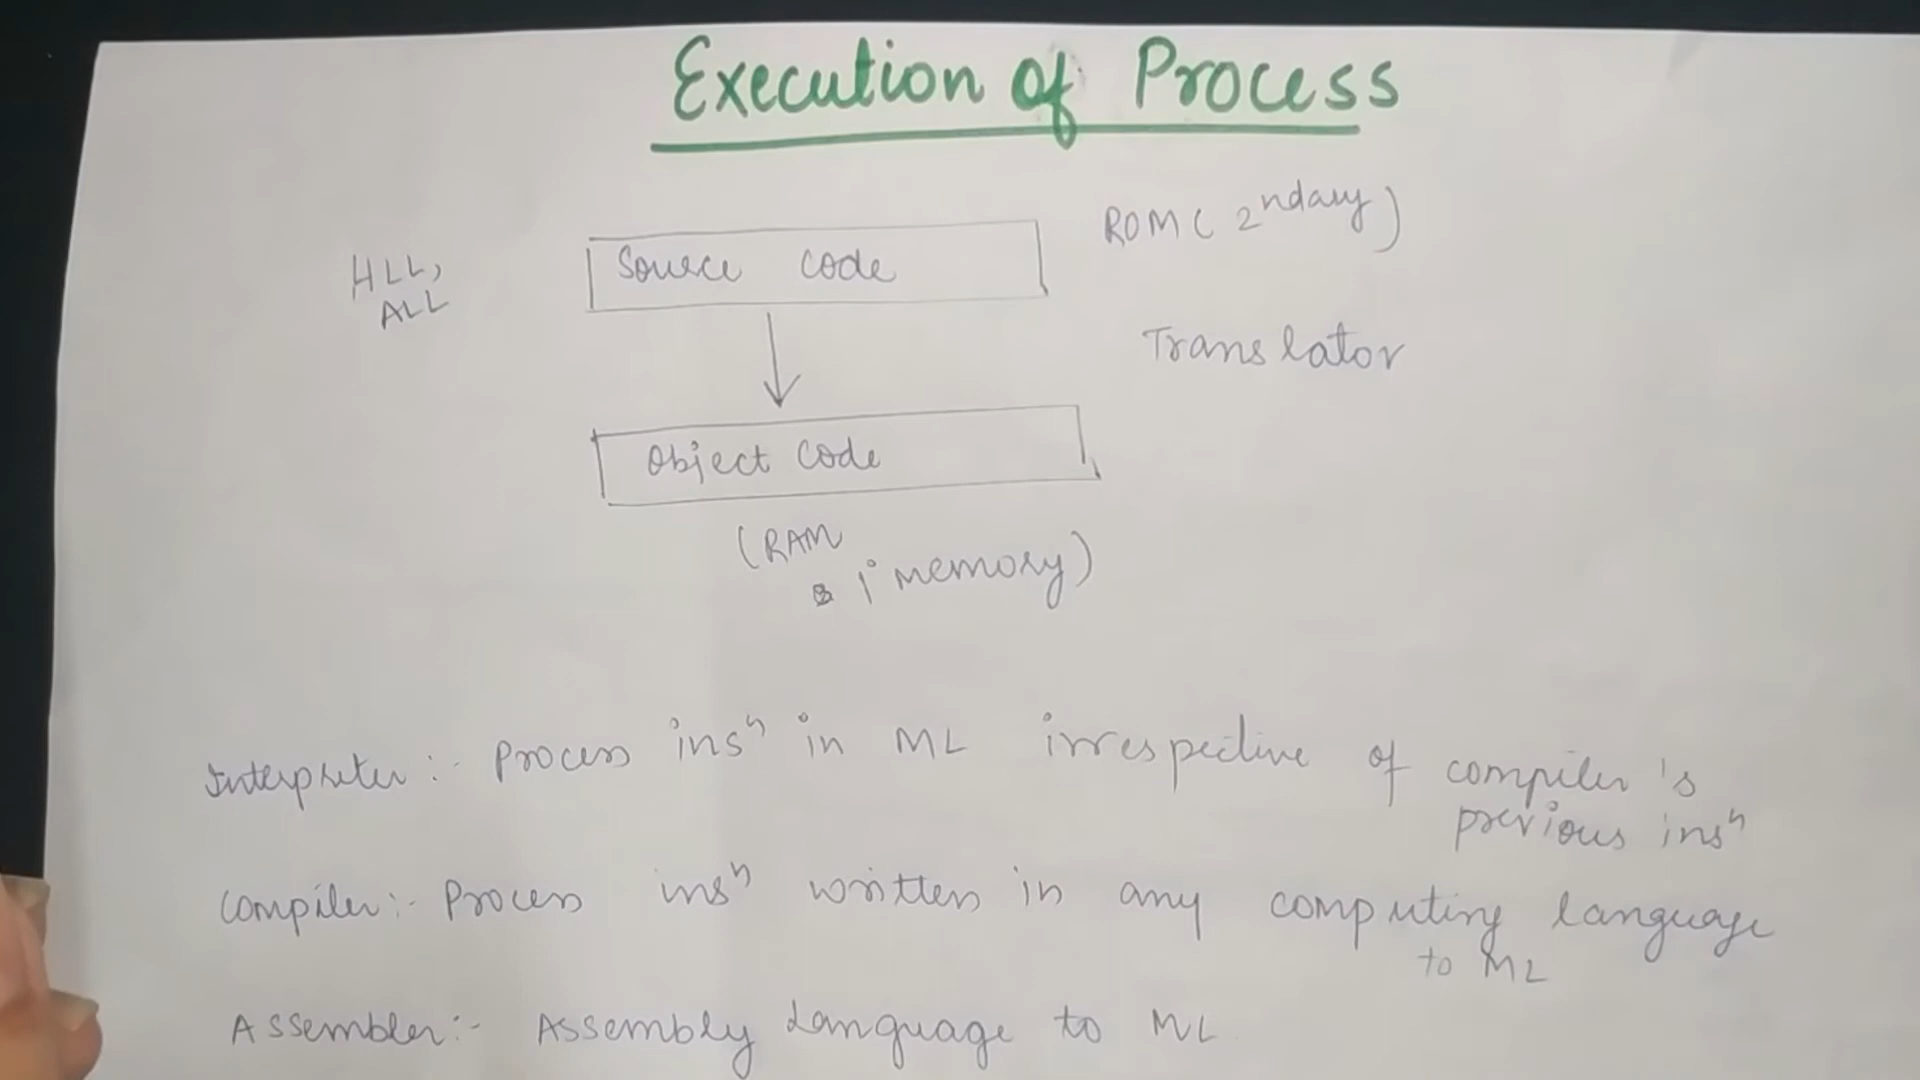 Execution of Process
ROM ( 2ndary )
HLL,
ALL
Source code
Translator
Object code
(RAM
1° memory)
Interpreter :- Process insⁿ in ML irrespective of compiler's
previous insⁿ
Compiler:- Process insⁿ written in any computing language
to ML
Assembler:- Assembly Language to ML